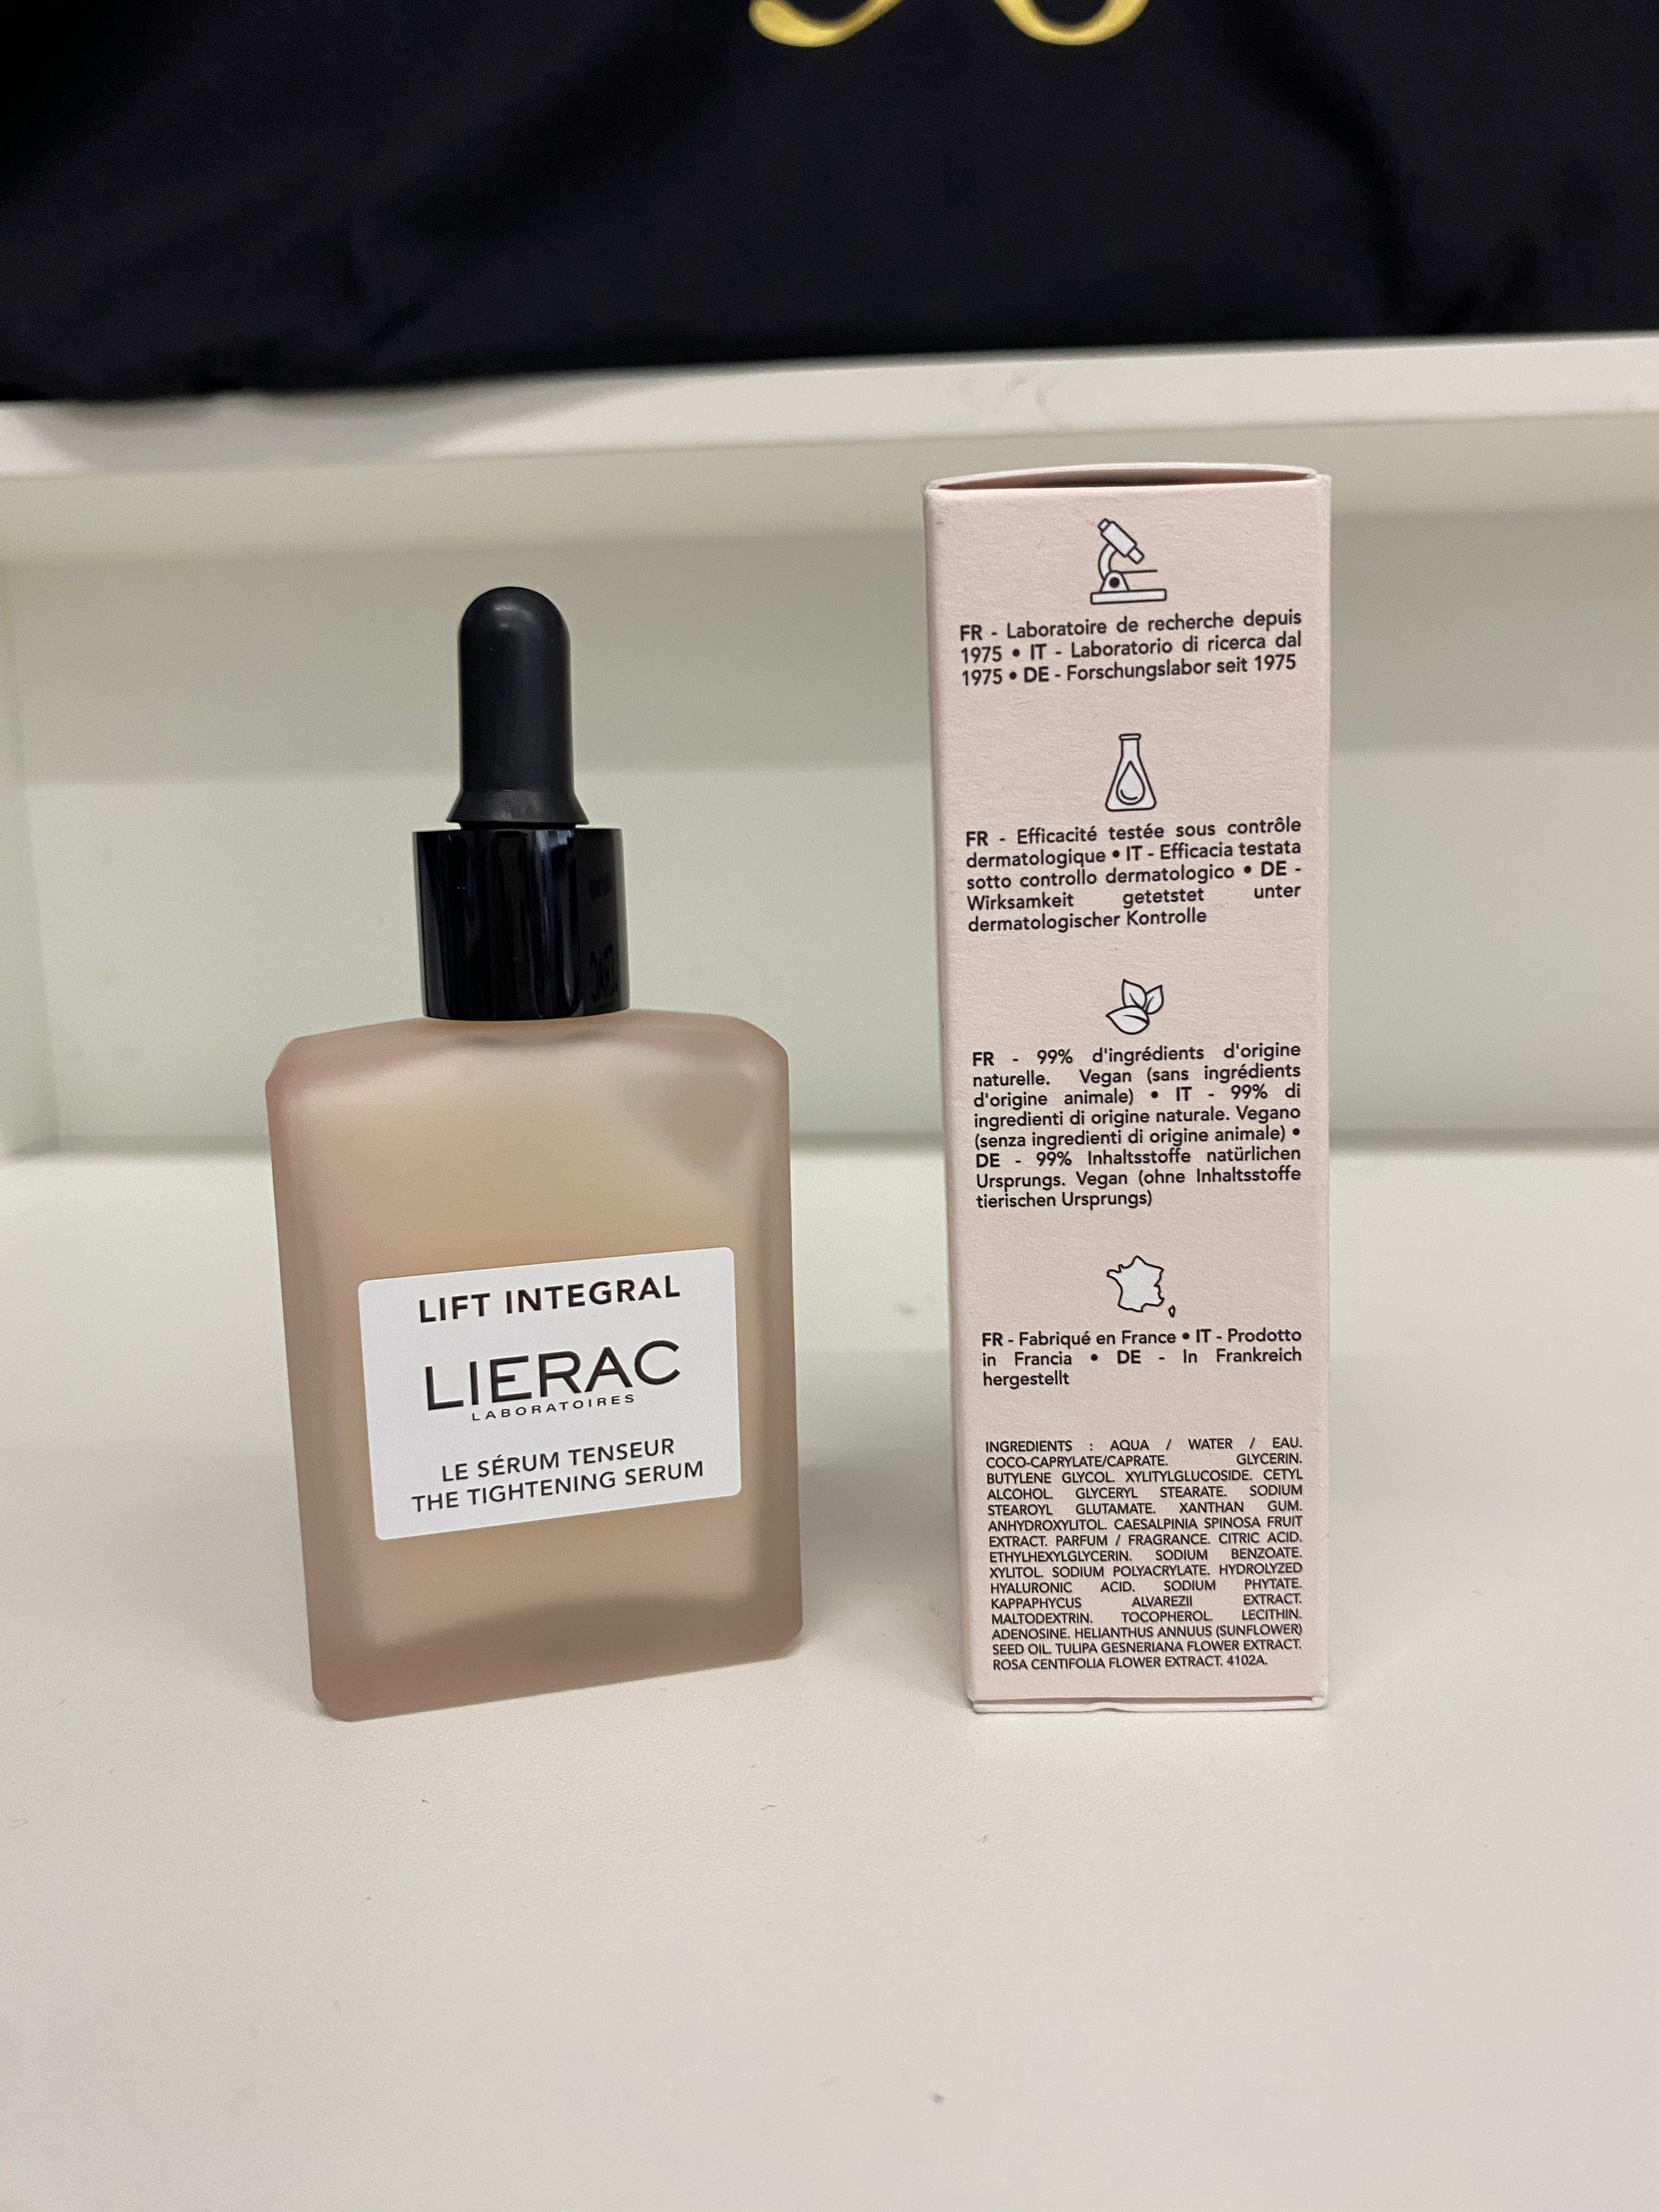 LIFT INTEGRAL
LIERAC
LABORATOIRES
LE SÉRUM TENSEUR
THE TIGHTENING SERUM
FR - Laboratoire de recherche depuis
1975 • IT - Laboratorio di ricerca dal
1975 • DE - Forschungslabor seit 1975
FR - Efficacité testée sous contrôle
dermatologique • IT - Efficacia testata
sotto controllo dermatologico • DE -
Wirksamkeit getetstet unter
dermatologischer Kontrolle
FR - 99% d'ingrédients d'origine
naturelle. Vegan (sans ingrédients
d'origine animale) • IT - 99% di
ingredienti di origine naturale. Vegano
(senza ingredienti di origine animale) •
DE - 99% Inhaltsstoffe natürlichen
Ursprungs. Vegan (ohne Inhaltsstoffe
tierischen Ursprungs)
FR - Fabriqué en France • IT - Prodotto
in Francia • DE - In Frankreich
hergestellt
INGREDIENTS : AQUA / WATER / EAU.
COCO-CAPRYLATE/CAPRATE. GLYCERIN.
BUTYLENE GLYCOL. XYLITYLGLUCOSIDE. CETYL
ALCOHOL. GLYCERYL STEARATE. SODIUM
STEAROYL GLUTAMATE. XANTHAN GUM.
ANHYDROXYLITOL. CAESALPINIA SPINOSA FRUIT
EXTRACT. PARFUM / FRAGRANCE. CITRIC ACID.
ETHYLHEXYLGLYCERIN. SODIUM BENZOATE.
XYLITOL. SODIUM POLYACRYLATE. HYDROLYZED
HYALURONIC ACID. SODIUM PHYTATE.
KAPPAPHYCUS ALVAREZII EXTRACT.
MALTODEXTRIN. TOCOPHEROL. LECITHIN.
ADENOSINE. HELIANTHUS ANNUUS (SUNFLOWER)
SEED OIL. TULIPA GESNERIANA FLOWER EXTRACT.
ROSA CENTIFOLIA FLOWER EXTRACT. 4102A.